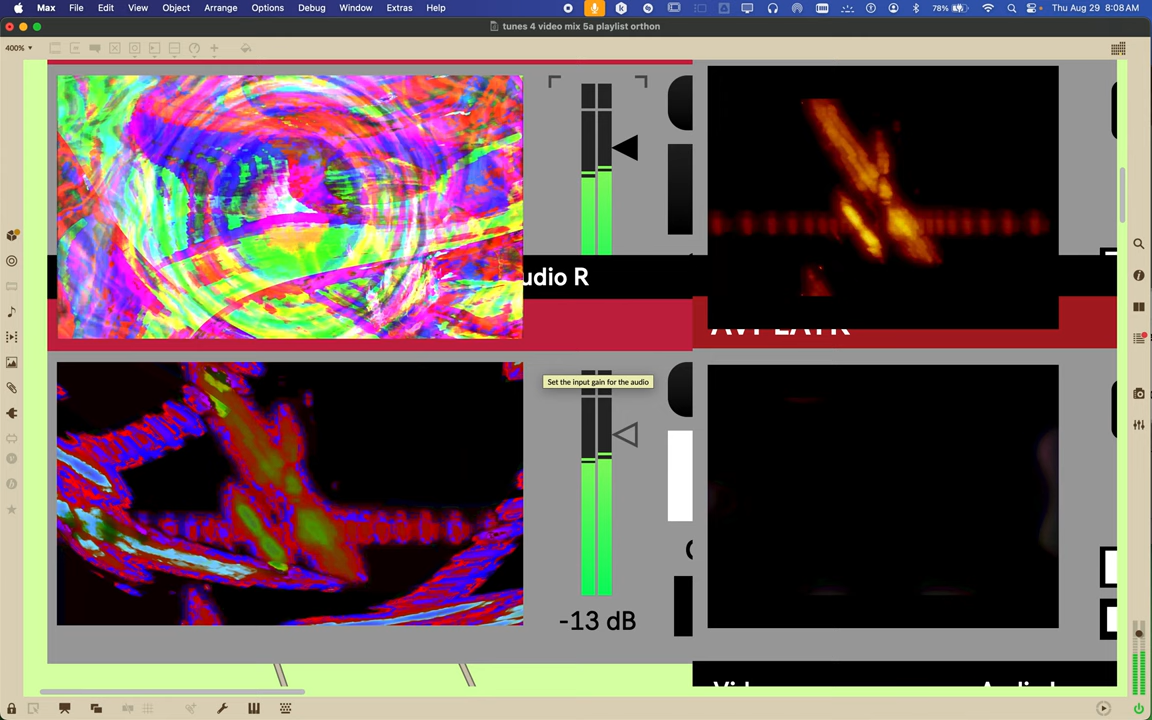 Max File Edit View Object Arrange Options Debug Window Extras Help
78% Thu Aug 29 8:08 AM
tunes 4 video mix 5a playlist orthon
400%
udio R
Set the input gain for the audio
-13 dB